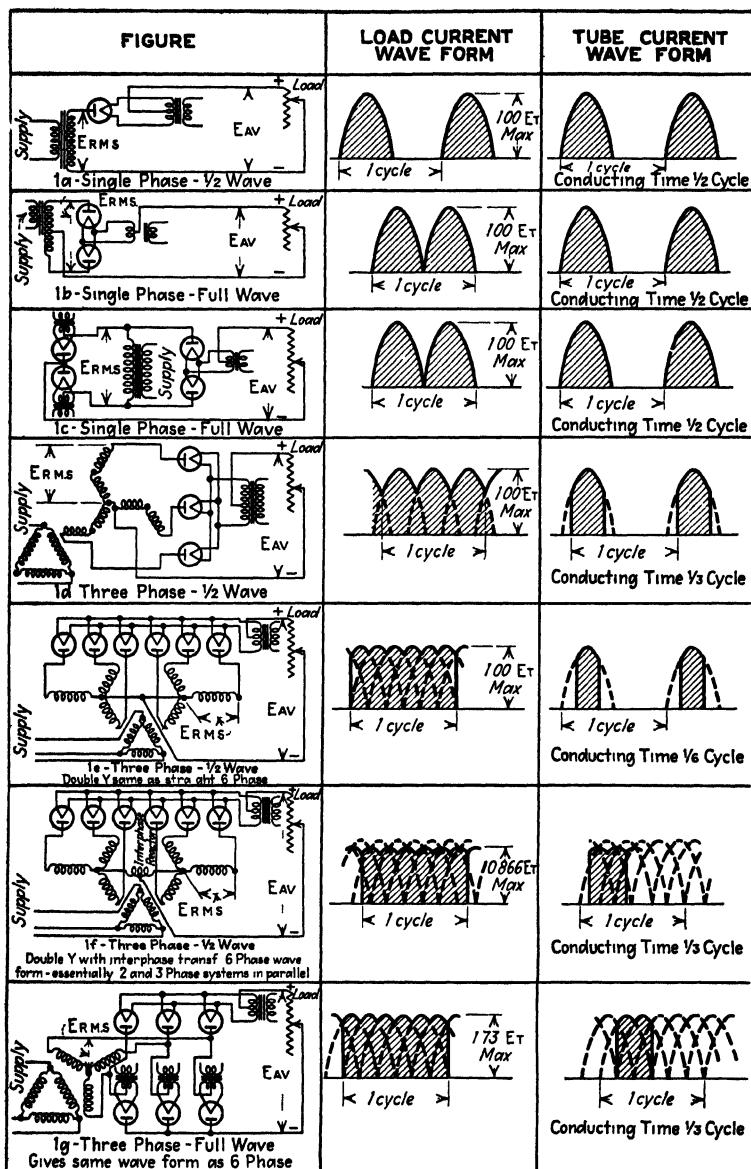 FIGURE
LOAD CURRENT
WAVE FORM
TUBE CURRENT
WAVE FORM
Supply
ERMS
EAV
+ Load
-
1a-Single Phase - ½ Wave
100 ET
Max
1 cycle
1 cycle
Conducting Time ½ Cycle
Supply
ERMS
EAV
+ Load
-
1b-Single Phase-Full Wave
100 ET
Max
1 cycle
1 cycle
Conducting Time ½ Cycle
ERMS
Supply
EAV
+ Load
-
1c-Single Phase-Full Wave
100 ET
Max
1 cycle
1 cycle
Conducting Time ½ Cycle
ERMS
Supply
EAV
+ Load
-
1d Three Phase - ½ Wave
100 ET
Max
1 cycle
1 cycle
Conducting Time ⅓ Cycle
+ Load
ERMS
EAV
Supply
-
1e-Three Phase-½ Wave
Double Y same as stra ght 6 Phase
100 ET
Max
1 cycle
1 cycle
Conducting Time ⅙ Cycle
+ Load
Interphase
Reactor
ERMS
EAV
Supply
-
1f-Three Phase-½ Wave
Double Y with interphase transf 6 Phase wave
form-essentially 2 and 3 Phase systems in parallel
0866 ET
Max
1 cycle
1 cycle
Conducting Time ⅓ Cycle
+ Load
ERMS
EAV
Supply
-
1g-Three Phase-Full Wave
Gives same wave form as 6 Phase
173 ET
Max
1 cycle
1 cycle
Conducting Time ⅓ Cycle